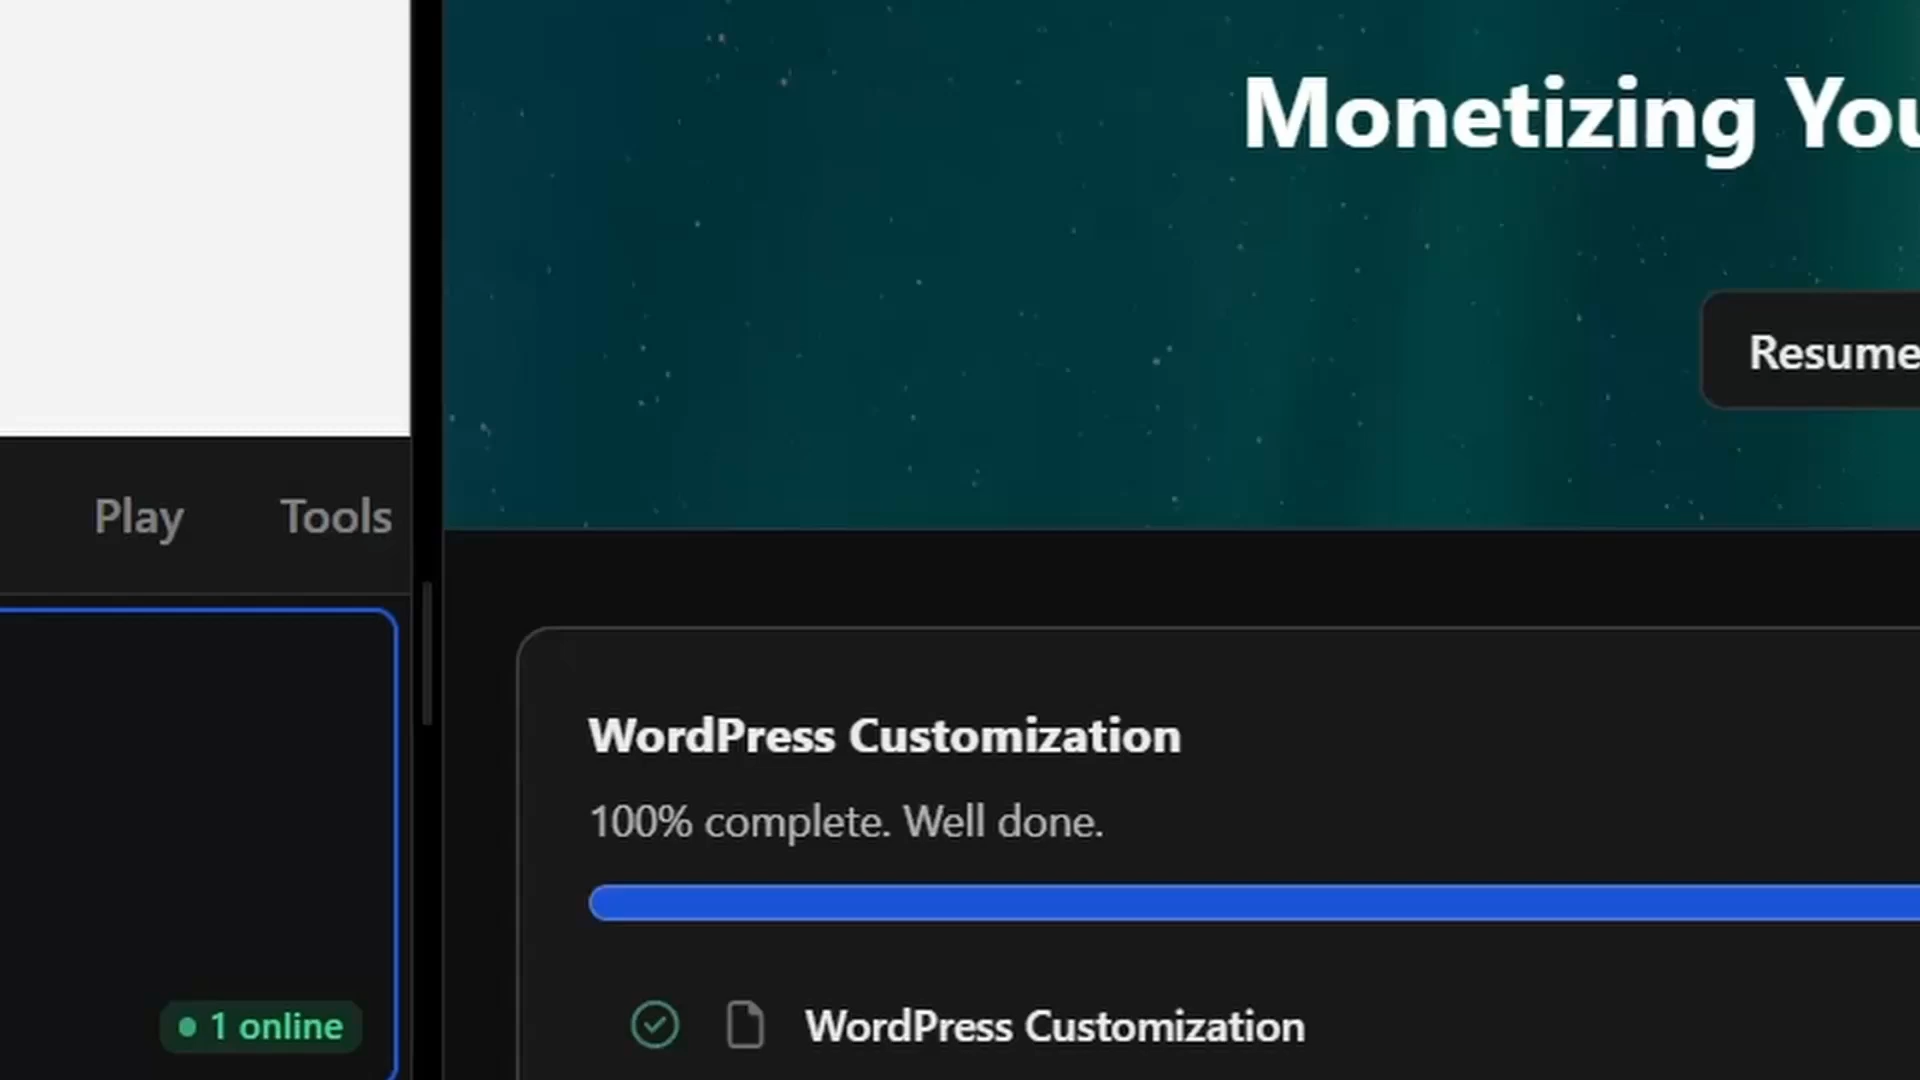 Monetizing You
Resume
Play Tools
WordPress Customization
100% complete. Well done.
1 online
WordPress Customization